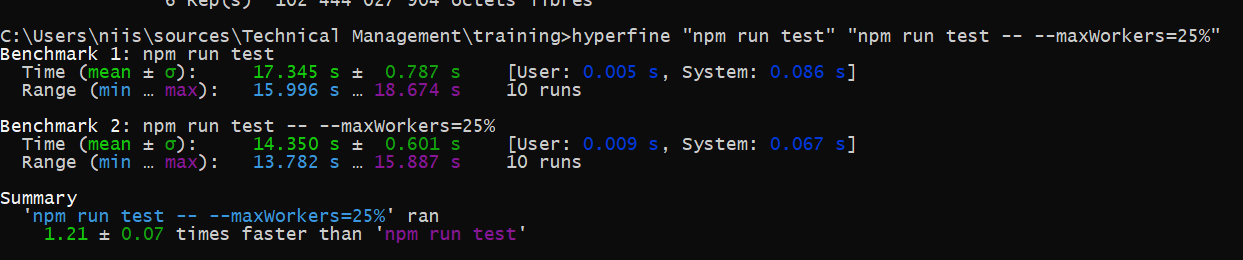 6 Rep(s)  102 444 027 904 octets libres
C:\Users\niis\sources\Technical Management\training>hyperfine "npm run test" "npm run test -- --maxWorkers=25%"
Benchmark 1: npm run test
  Time (mean ± σ):     17.345 s ±  0.787 s    [User: 0.005 s, System: 0.086 s]
  Range (min … max):   15.996 s … 18.674 s    10 runs
Benchmark 2: npm run test -- --maxWorkers=25%
  Time (mean ± σ):     14.350 s ±  0.601 s    [User: 0.009 s, System: 0.067 s]
  Range (min … max):   13.782 s … 15.887 s    10 runs
Summary
  'npm run test -- --maxWorkers=25%' ran
    1.21 ± 0.07 times faster than 'npm run test'